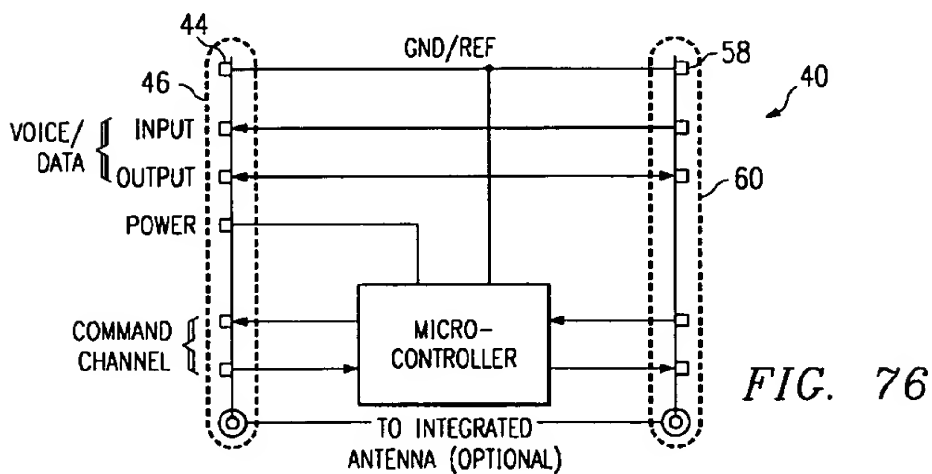 44
GND/REF
58
46
40
VOICE/
DATA
INPUT
OUTPUT
60
POWER
COMMAND
CHANNEL
MICRO-
CONTROLLER
FIG. 76
TO INTEGRATED
ANTENNA (OPTIONAL)